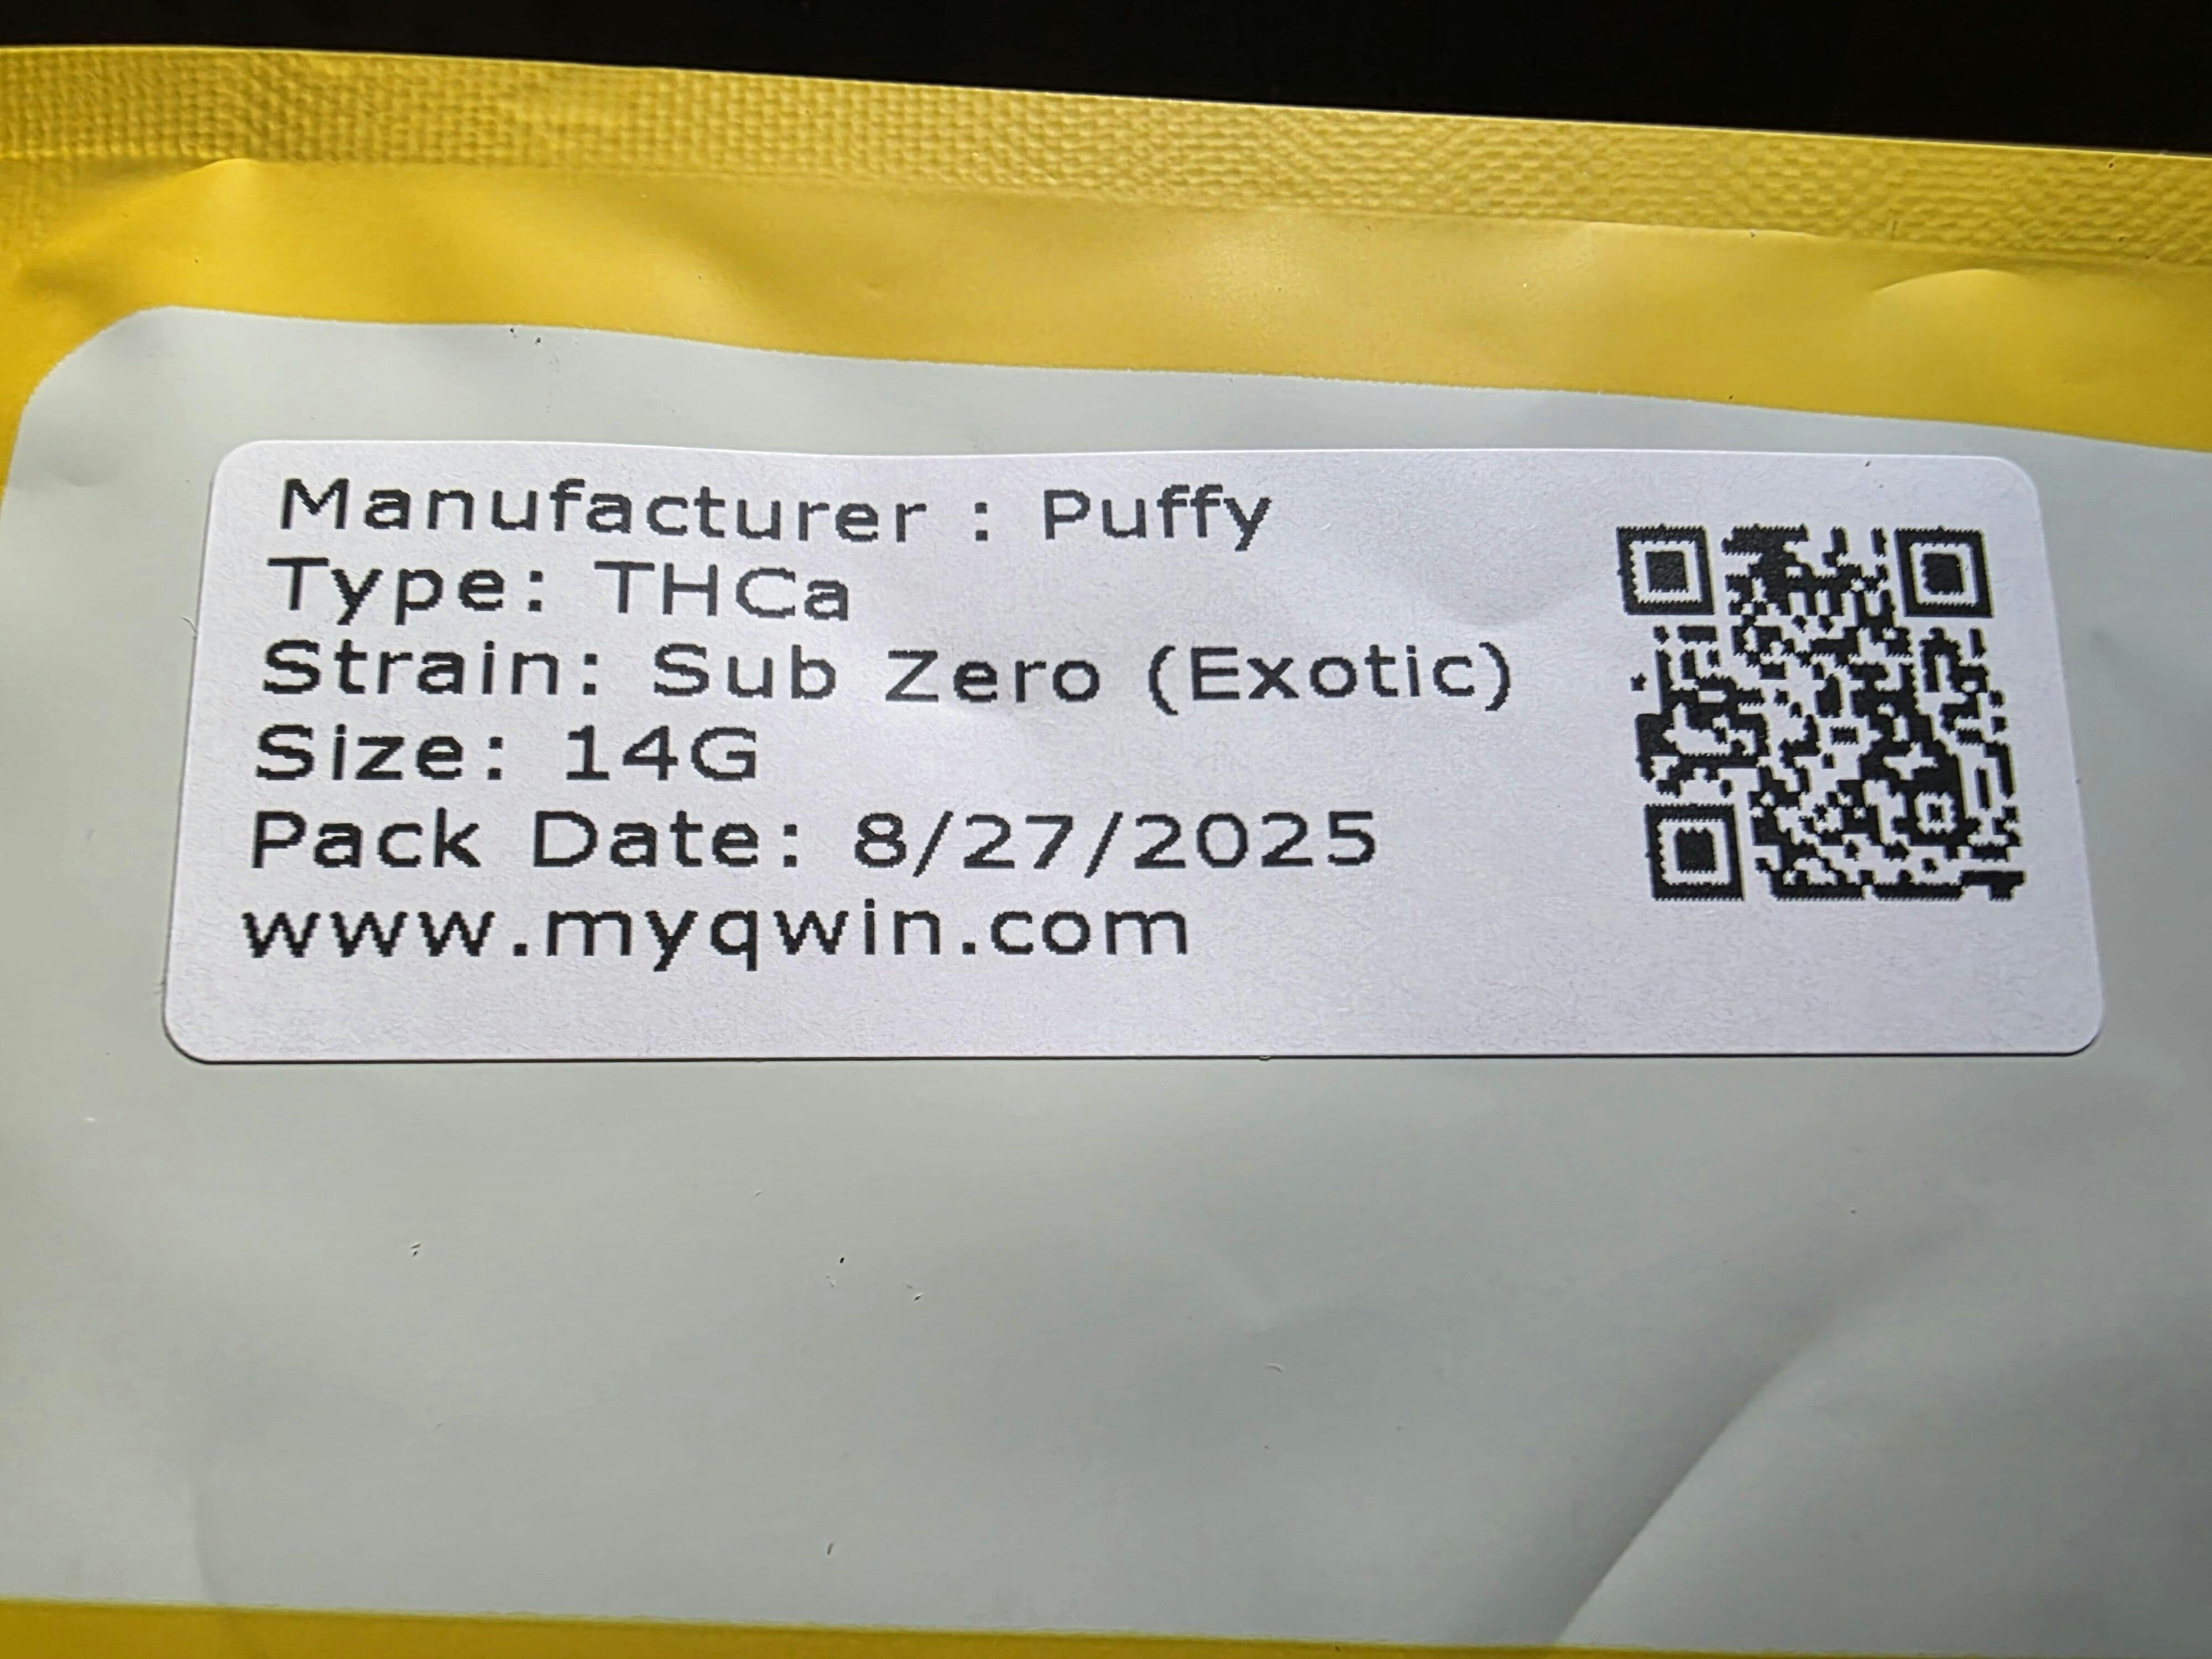 Manufacturer : Puffy
Type: THCa
Strain: Sub Zero (Exotic)
Size: 14G
Pack Date: 8/27/2025
www.myqwin.com